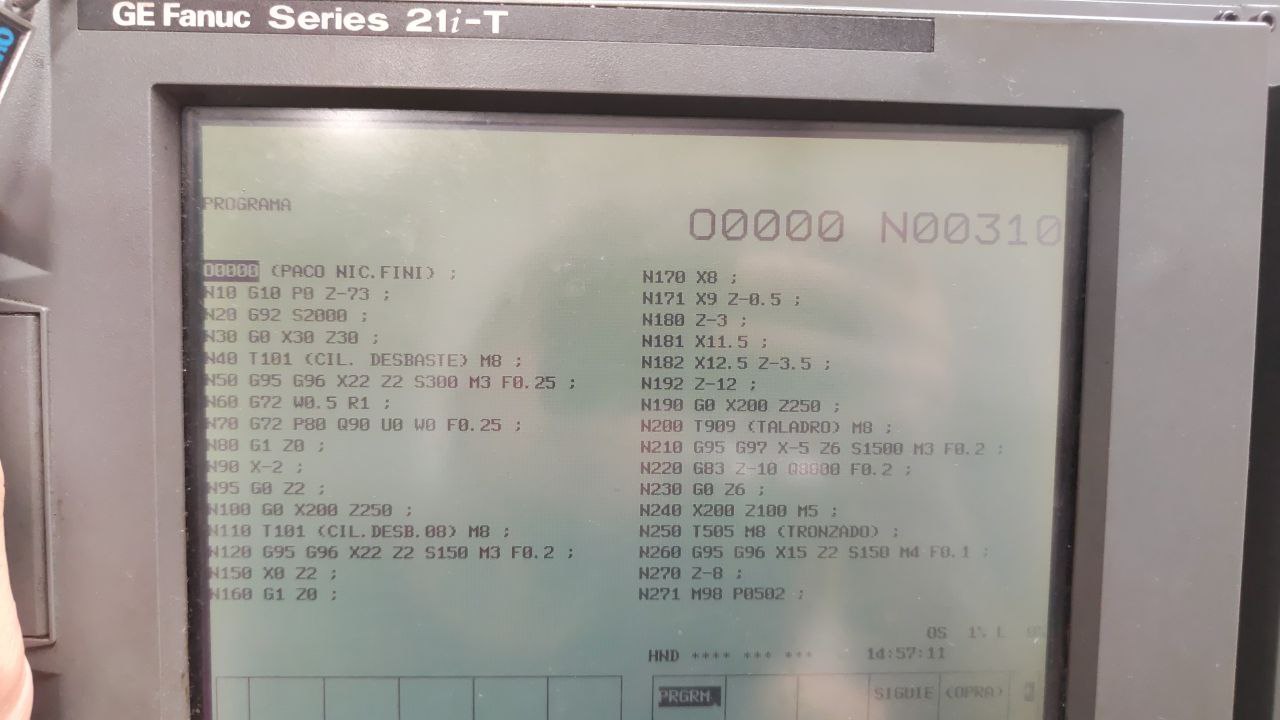 GE Fanuc Series 21i-T
PROGRAMA
O0000 N00310
O0000 (PACO NIC.FINI) ;
N10 G10 P0 Z-73 ;
N20 G92 S2000 ;
N30 G0 X30 Z30 ;
N40 T101 (CIL. DESBASTE) M8 ;
N50 G95 G96 X22 Z2 S300 M3 F0.25 ;
N60 G72 W0.5 R1 ;
N70 G72 P80 Q90 U0 W0 F0.25 ;
N80 G1 Z0 ;
N90 X-2 ;
N95 G0 Z2 ;
N100 G0 X200 Z250 ;
N110 T101 (CIL.DESB.08) M8 ;
N120 G95 G96 X22 Z2 S150 M3 F0.2 ;
N150 X0 Z2 ;
N160 G1 Z0 ;
N170 X8 ;
N171 X9 Z-0.5 ;
N180 Z-3 ;
N181 X11.5 ;
N182 X12.5 Z-3.5 ;
N192 Z-12 ;
N190 G0 X200 Z250 ;
N200 T909 (TALADRO) M8 ;
N210 G95 G97 X-5 Z6 S1500 M3 F0.2 ;
N220 G83 Z-10 Q8000 F0.2 ;
N230 G0 Z6 ;
N240 X200 Z100 M5 ;
N250 T505 M8 (TRONZADO) ;
N260 G95 G96 X15 Z2 S150 M4 F0.1 ;
N270 Z-8 ;
N271 M98 P0502 ;
OS 1% L
HND **** *** ***
14:57:11
PRGRM
SIGUIE
(OPRA)